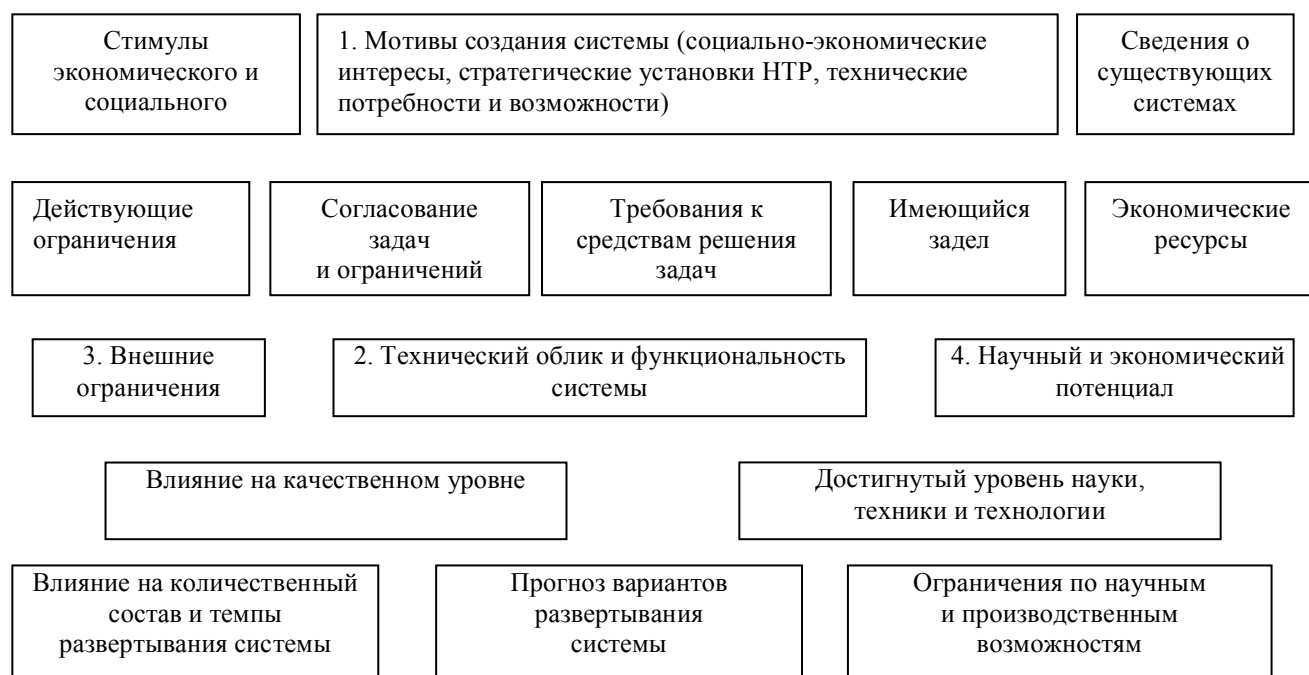 Стимулы
экономического и
социального
1. Мотивы создания системы (социально-экономические
интересы, стратегические установки НТР, технические
потребности и возможности)
Сведения о
существующих
системах
Действующие
ограничения
Согласование
задач
и ограничений
Требования к
средствам решения
задач
Имеющийся
задел
Экономические
ресурсы
3. Внешние
ограничения
2. Технический облик и функциональность
системы
4. Научный и экономический
потенциал
Влияние на качественном уровне
Достигнутый уровень науки,
техники и технологии
Влияние на количественный
состав и темпы
развертывания системы
Прогноз вариантов
развертывания
системы
Ограничения по научным
и производственным
возможностям